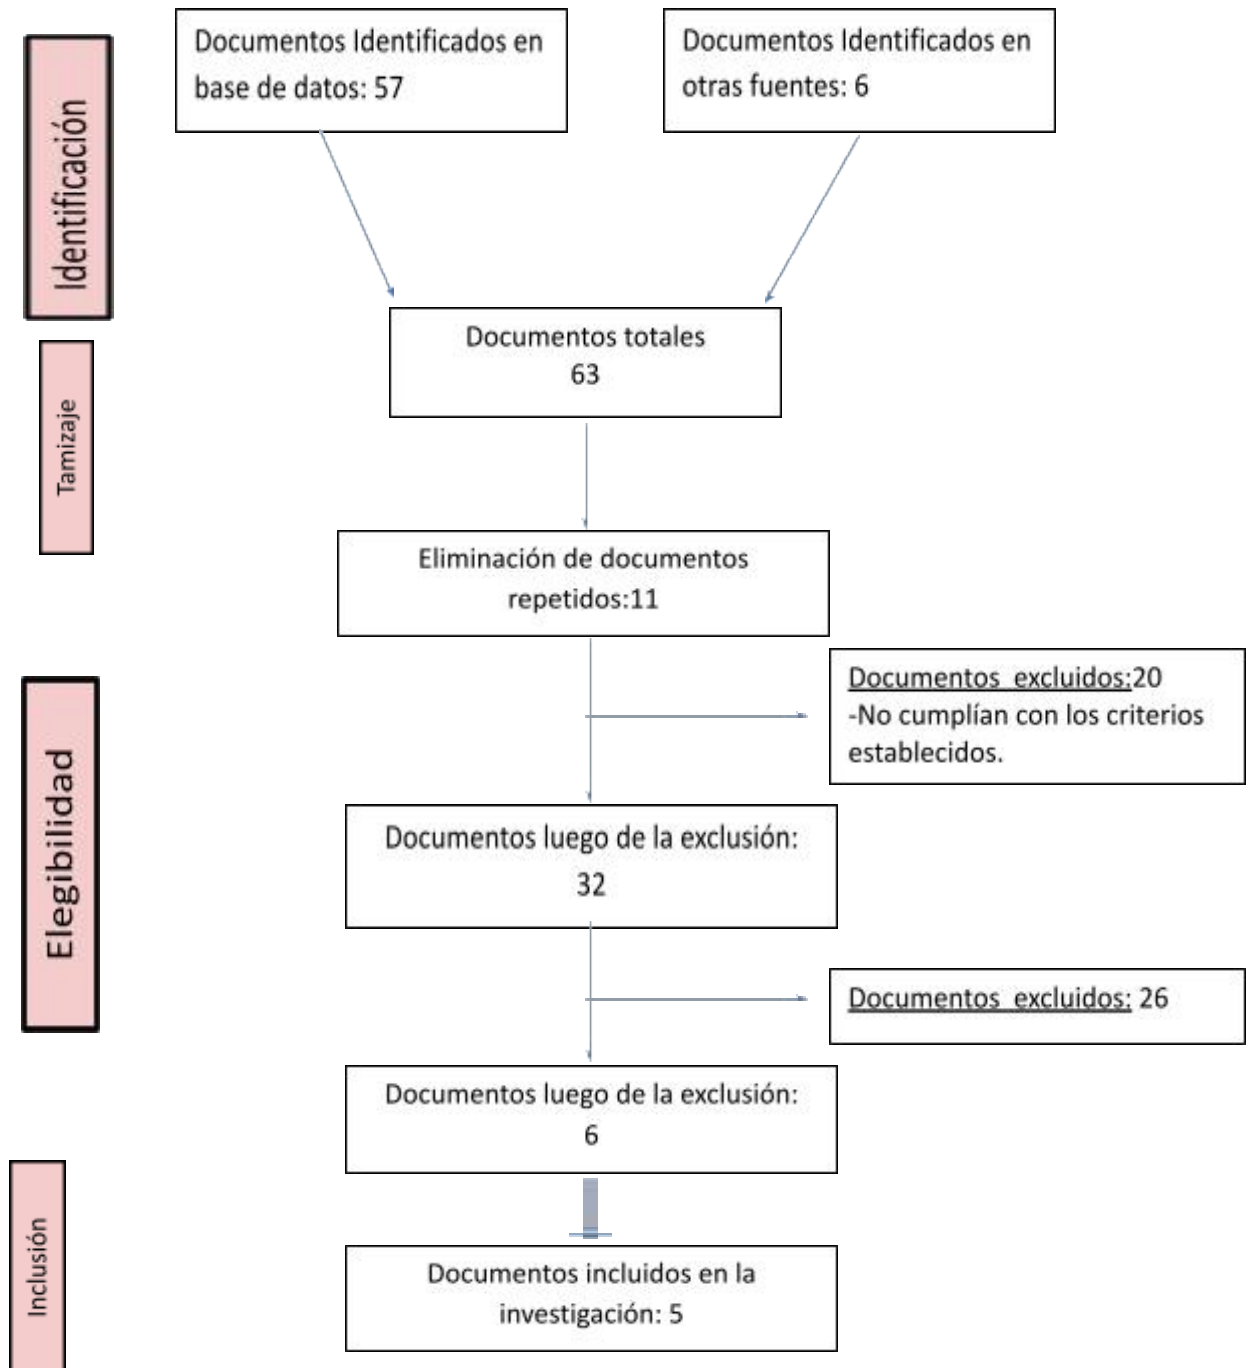 Identificación
Documentos Identificados en
base de datos: 57
Documentos Identificados en
otras fuentes: 6
Documentos totales
63
Tamizaje
Eliminación de documentos
repetidos:11
Documentos excluidos:20
-No cumplían con los criterios
establecidos.
Elegibilidad
Documentos luego de la exclusión:
32
Documentos excluidos: 26
Documentos luego de la exclusión:
6
Inclusión
Documentos incluidos en la
investigación: 5